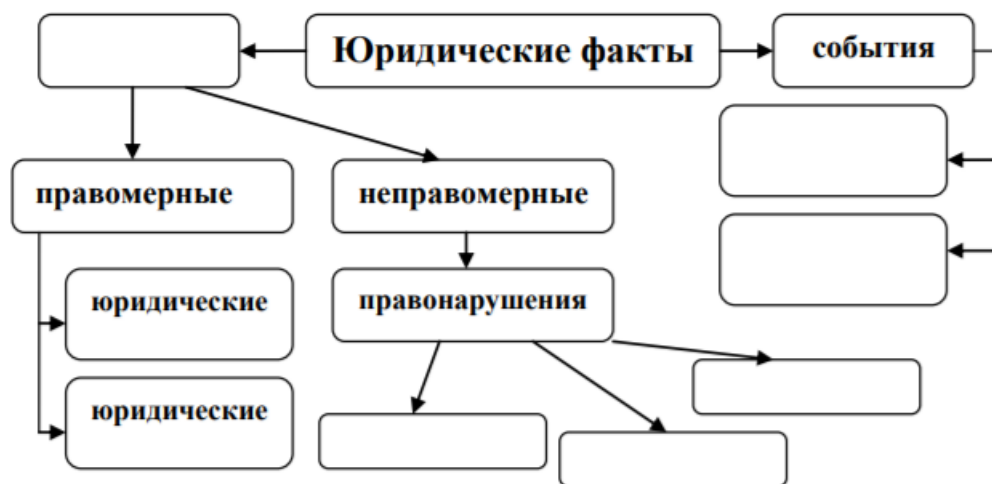 Юридические факты
события
правомерные
неправомерные
юридические
правонарушения
юридические